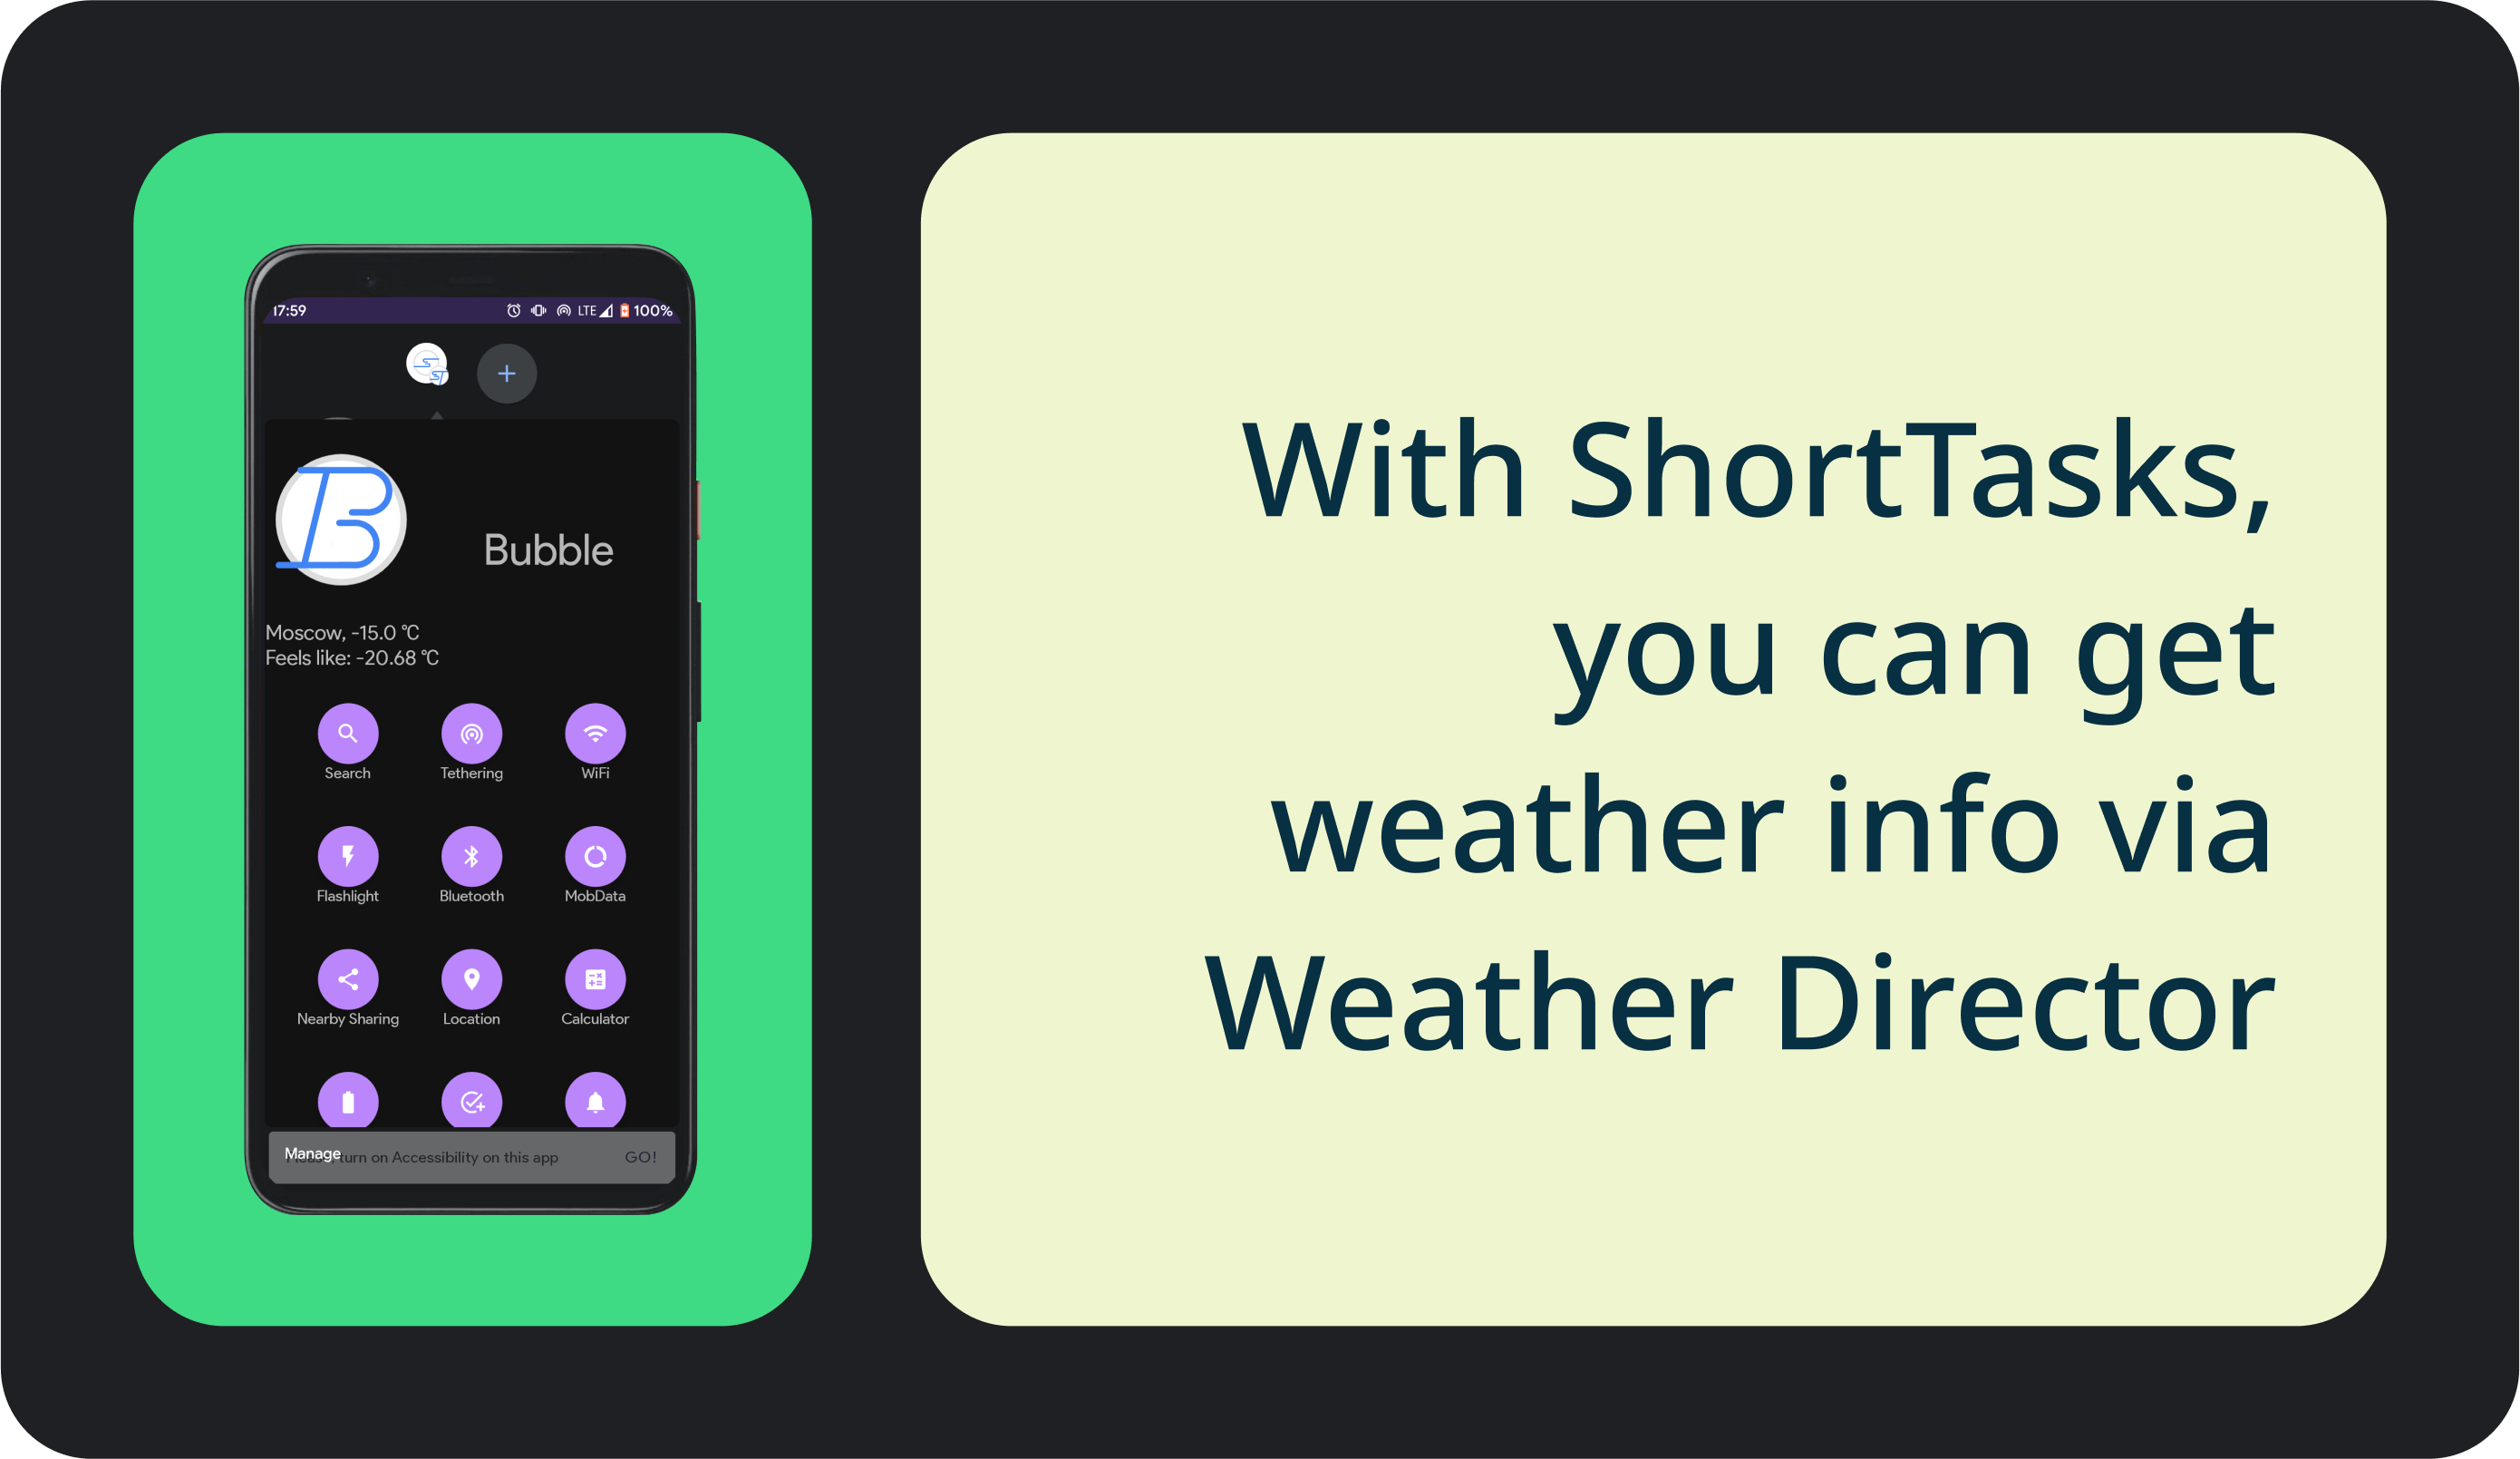 17:59 LTE 100%
Bubble
Moscow, -15.0 °C
Feels like: -20.68 °C
Search Tethering WiFi
Flashlight Bluetooth MobData
Nearby Sharing Location Calculator
Manage
turn on Accessibility on this app GO!
With ShortTasks,
you can get
weather info via
Weather Director